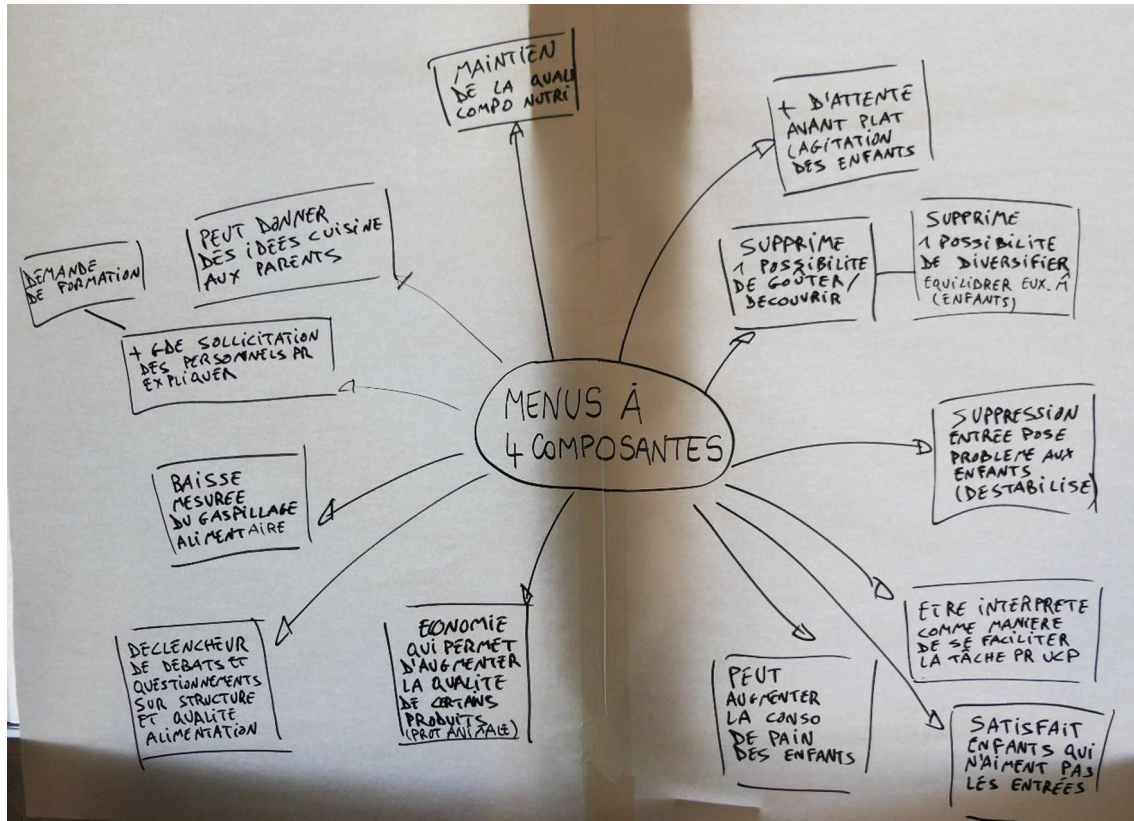 MAINTIEN
DE LA QUALI
COMPO NUTRI
+ D'ATTENTE
AVANT PLAT
(AGITATION
DES ENFANTS
PEUT DONNER
DES IDEES CUISINE
AUX PARENTS
SUPPRIME
1 POSSIBILITE
DE GOÛTER/
DECOUVRIR
SUPPRIME
1 POSSIBILITE
DE DIVERSIFIER
EQUILIBRER EUX. M̂
(ENFANTS)
DEMANDE
DE FORMATION
+ GDE SOLLICITATION
DES PERSONNELS PR
EXPLIQUER
MENUS À
4 COMPOSANTES
SUPPRESSION
ENTREE POSE
PROBLEME AUX
ENFANTS
(DESTABILISE)
BAISSE
MESUREE
DU GASPILLAGE
ALIMENTAIRE
DECLENCHEUR
DE DEBATS ET
QUESTIONNEMENTS
SUR STRUCTURE
ET QUALITE
ALIMENTATION
ECONOMIE
QUI PERMET
D'AUGMENTER
LA QUALITE
DE CERTAINS
PRODUITS
(PROT ANIMALE)
PEUT
AUGMENTER
LA CONSO
DE PAIN
DES ENFANTS
ETRE INTERPRETE
COMME MANIERE
DE SE FACILITER
LA TÂCHE PR UCP
SATISFAIT
ENFANTS QUI
N'AIMENT PAS
LES ENTRÉES